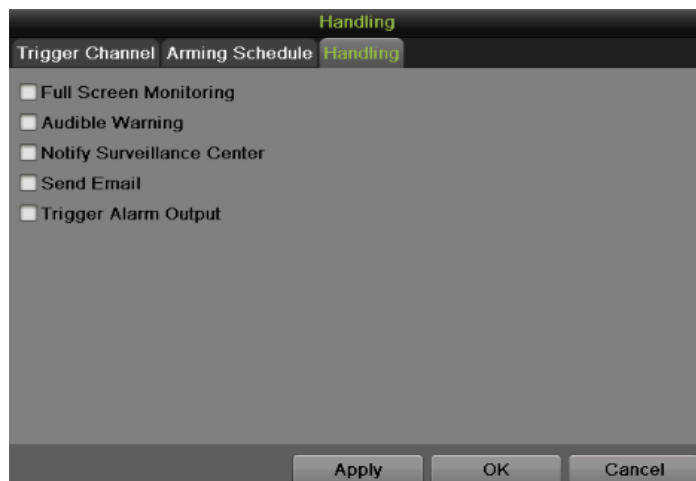 Handling
Trigger Channel Arming Schedule Handling
Full Screen Monitoring
Audible Warning
Notify Surveillance Center
Send Email
Trigger Alarm Output
Apply OK Cancel